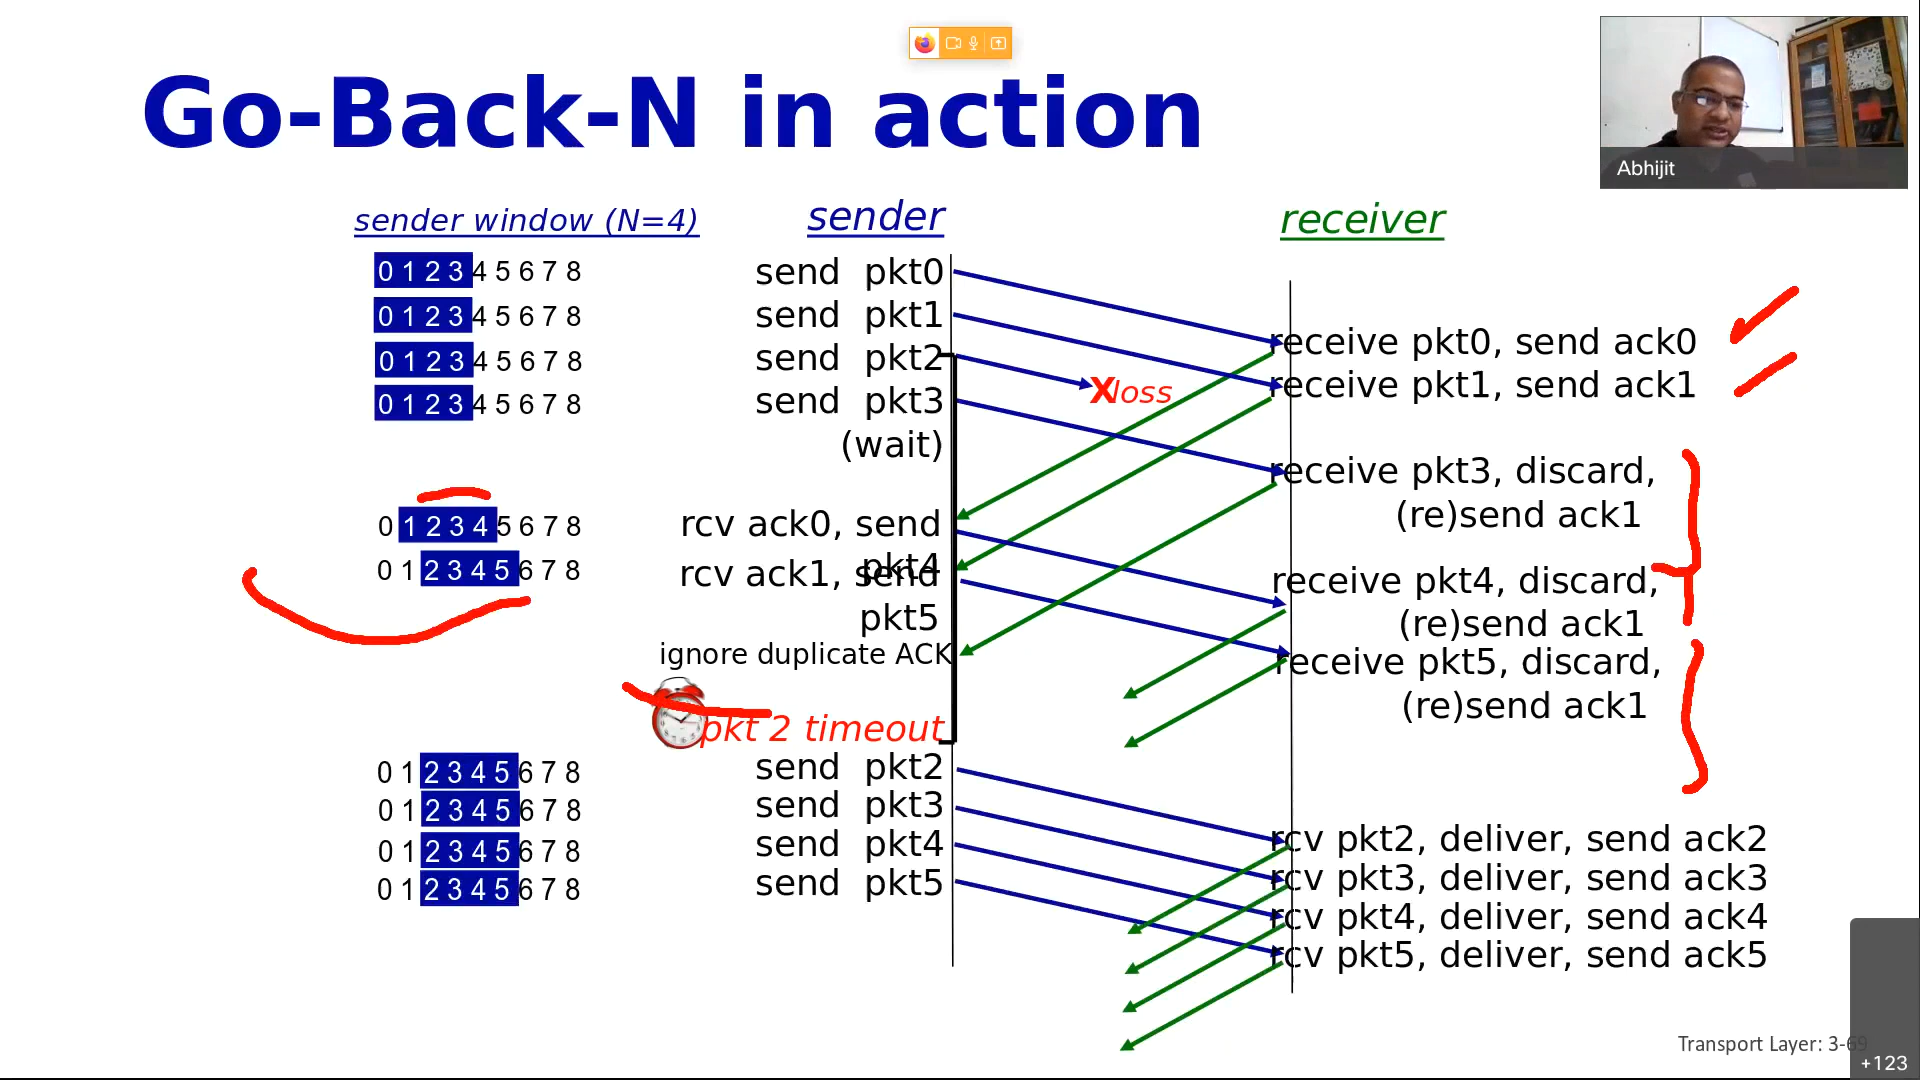 Go-Back-N in action
Abhijit
sender window (N=4)
sender
receiver
0 1 2 3 4 5 6 7 8
send pkt0
0 1 2 3 4 5 6 7 8
send pkt1
0 1 2 3 4 5 6 7 8
send pkt2
0 1 2 3 4 5 6 7 8
send pkt3
(wait)
X loss
receive pkt0, send ack0
receive pkt1, send ack1
receive pkt3, discard,
(re)send ack1
0 1 2 3 4 5 6 7 8
rcv ack0, send
pkt4
0 1 2 3 4 5 6 7 8
rcv ack1, send
pkt5
receive pkt4, discard,
(re)send ack1
ignore duplicate ACK
receive pkt5, discard,
(re)send ack1
pkt 2 timeout
0 1 2 3 4 5 6 7 8
send pkt2
0 1 2 3 4 5 6 7 8
send pkt3
0 1 2 3 4 5 6 7 8
send pkt4
0 1 2 3 4 5 6 7 8
send pkt5
rcv pkt2, deliver, send ack2
rcv pkt3, deliver, send ack3
rcv pkt4, deliver, send ack4
rcv pkt5, deliver, send ack5
Transport Layer: 3-69
+123